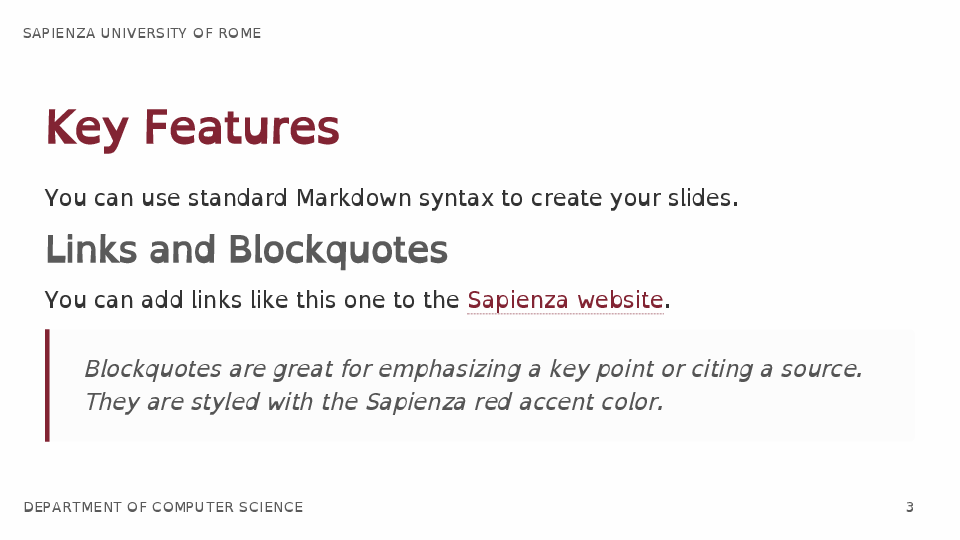 SAPIENZA UNIVERSITY OF ROME
Key Features
You can use standard Markdown syntax to create your slides.
Links and Blockquotes
You can add links like this one to the Sapienza website.
Blockquotes are great for emphasizing a key point or citing a source.
They are styled with the Sapienza red accent color.
DEPARTMENT OF COMPUTER SCIENCE
3